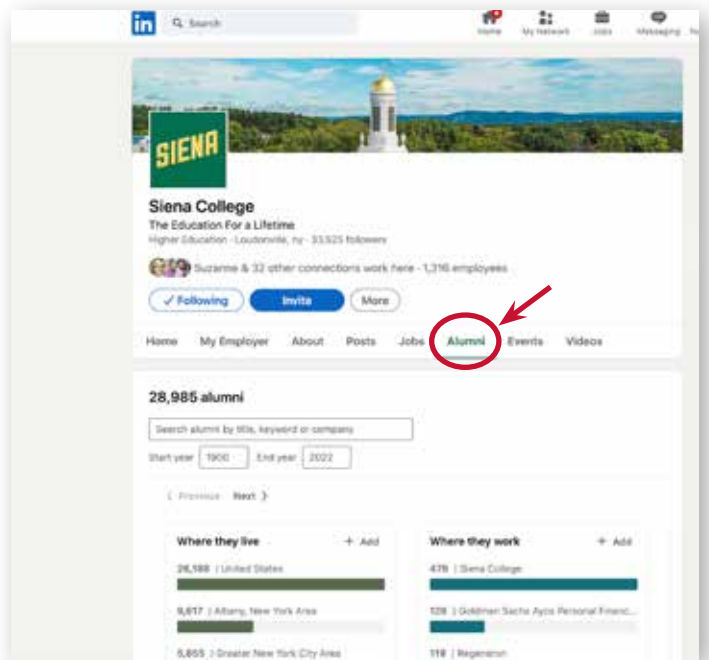 in
Search
Home My Network Jobs Messaging
SIENA
Siena College
The Education For a Lifetime
Higher Education · Loudonville, ny · 33,525 followers
Suzanne & 32 other connections work here · 1,316 employees
✓ Following Invite More
Home My Employer About Posts Jobs Alumni Events Videos
28,985 alumni
Search alumni by title, keyword or company
Start year 1900 End year 2022
< Previous Next >
Where they live + Add
26,588 | United States
9,617 | Albany, New York Area
5,855 | Greater New York City Area
Where they work + Add
476 | Siena College
129 | Goldman Sachs Ayco Personal Financ...
119 | Regeneron